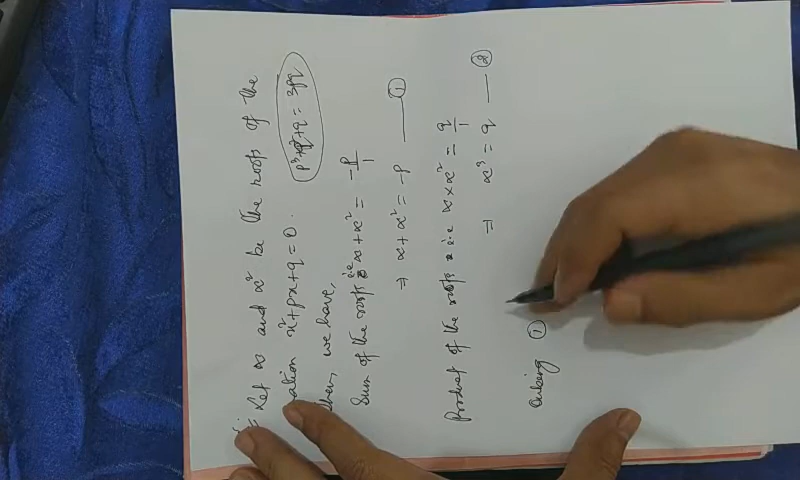 = Let α and α² be the roots of the
ation x²+px+q=0. p³+q²+q = 3pq
then, we have,
Sum of the roots i.e α+α² = -p/1
⇒ α+α² = -p —— ①
Product of the roots i.e α×α² = q/1
⇒ α³ = q —— ②
Cubing ①